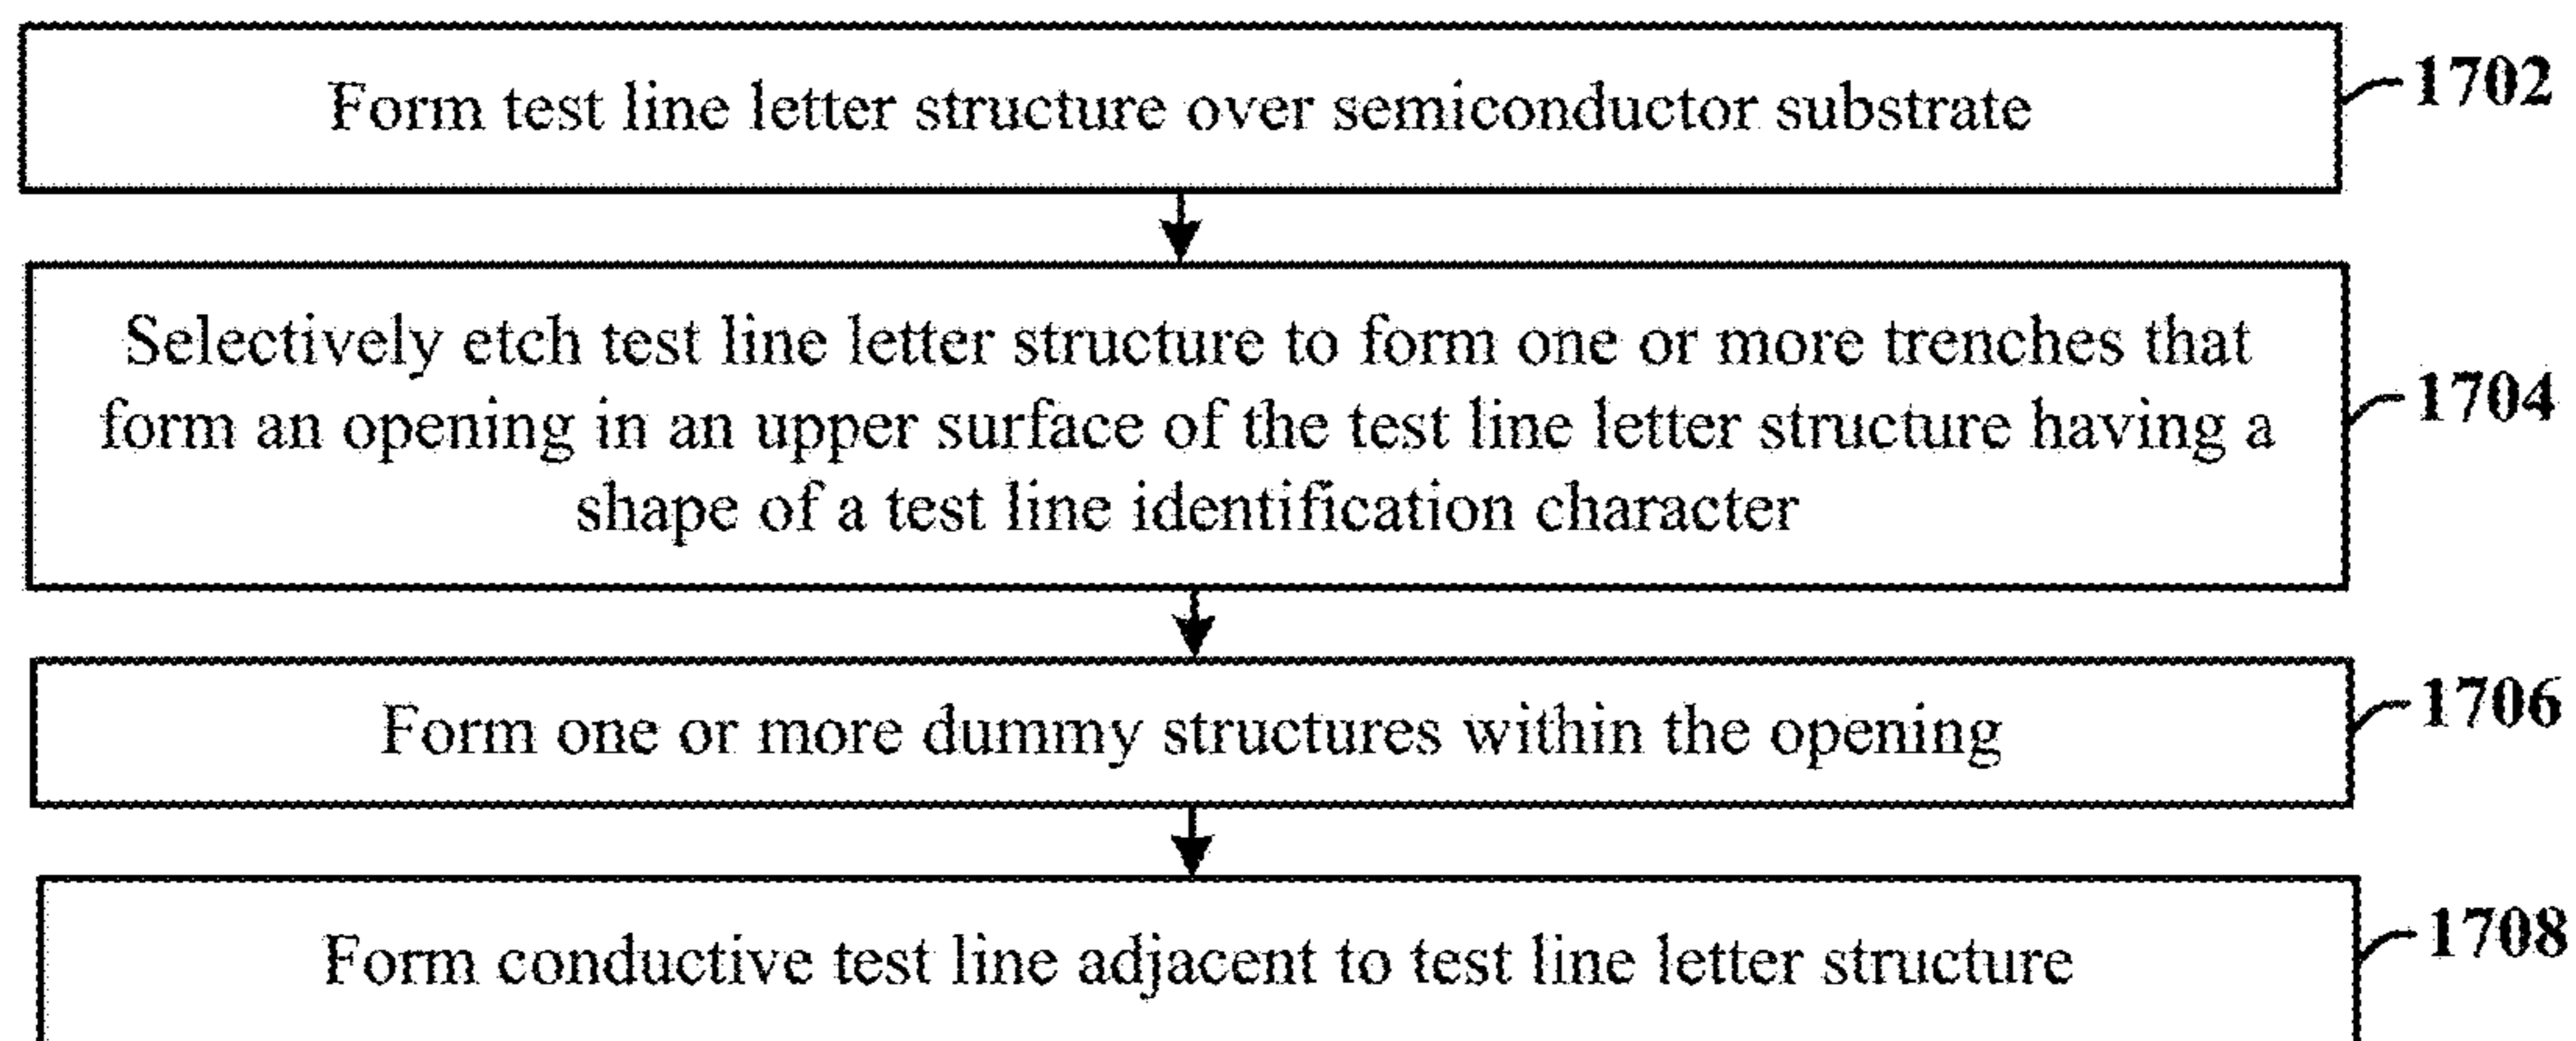 Form test line letter structure over semiconductor substrate
1702
Selectively etch test line letter structure to form one or more trenches that
form an opening in an upper surface of the test line letter structure having a
shape of a test line identification character
1704
Form one or more dummy structures within the opening
1706
Form conductive test line adjacent to test line letter structure
1708